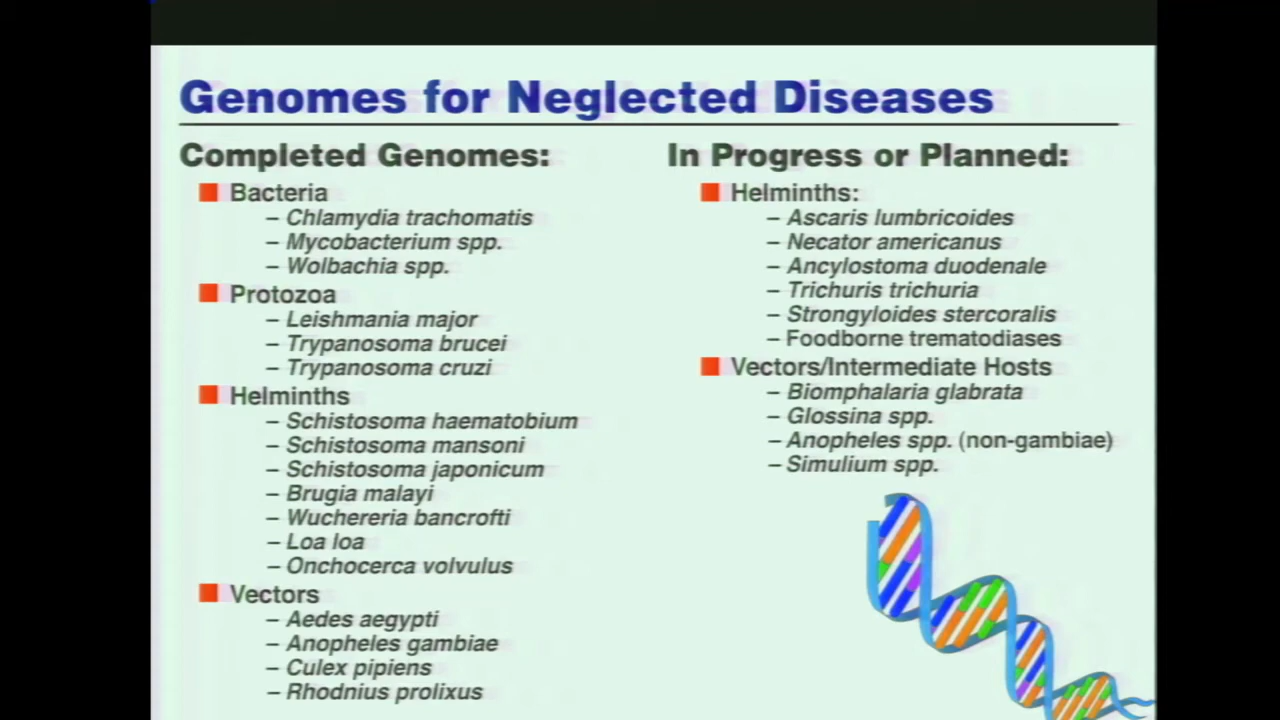 Genomes for Neglected Diseases
Completed Genomes:
Bacteria
– Chlamydia trachomatis
– Mycobacterium spp.
– Wolbachia spp.
Protozoa
– Leishmania major
– Trypanosoma brucei
– Trypanosoma cruzi
Helminths
– Schistosoma haematobium
– Schistosoma mansoni
– Schistosoma japonicum
– Brugia malayi
– Wuchereria bancrofti
– Loa loa
– Onchocerca volvulus
Vectors
– Aedes aegypti
– Anopheles gambiae
– Culex pipiens
– Rhodnius prolixus
In Progress or Planned:
Helminths:
– Ascaris lumbricoides
– Necator americanus
– Ancylostoma duodenale
– Trichuris trichuria
– Strongyloides stercoralis
– Foodborne trematodiases
Vectors/Intermediate Hosts
– Biomphalaria glabrata
– Glossina spp.
– Anopheles spp. (non-gambiae)
– Simulium spp.